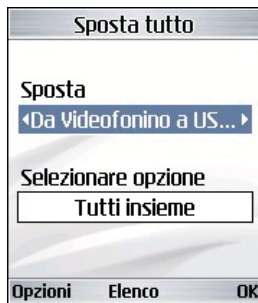 Sposta tutto
Sposta
Da Videofonino a US...
Selezionare opzione
Tutti insieme
Opzioni Elenco OK